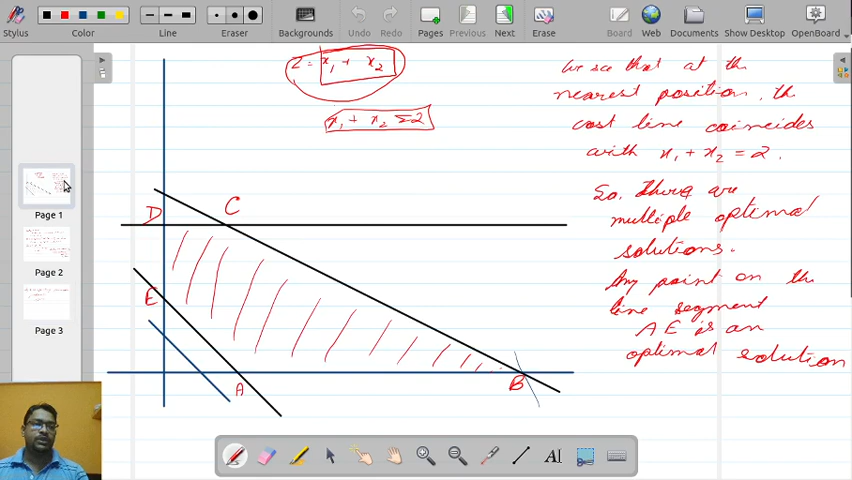 Stylus
Color
Line
Eraser
Backgrounds
Undo
Redo
Pages
Previous
Next
Erase
Board
Web
Documents
Show Desktop
OpenBoard
Page 1
Page 2
Page 3
Z = x₁ + x₂
x₁ + x₂ = 2
D
C
E
A
B
We see that at the
nearest position, the
cost line coincides
with x₁ + x₂ = 2.
So, there are
multiple optimal
solutions.
Any point on the
line segment
AE is an
optimal solution